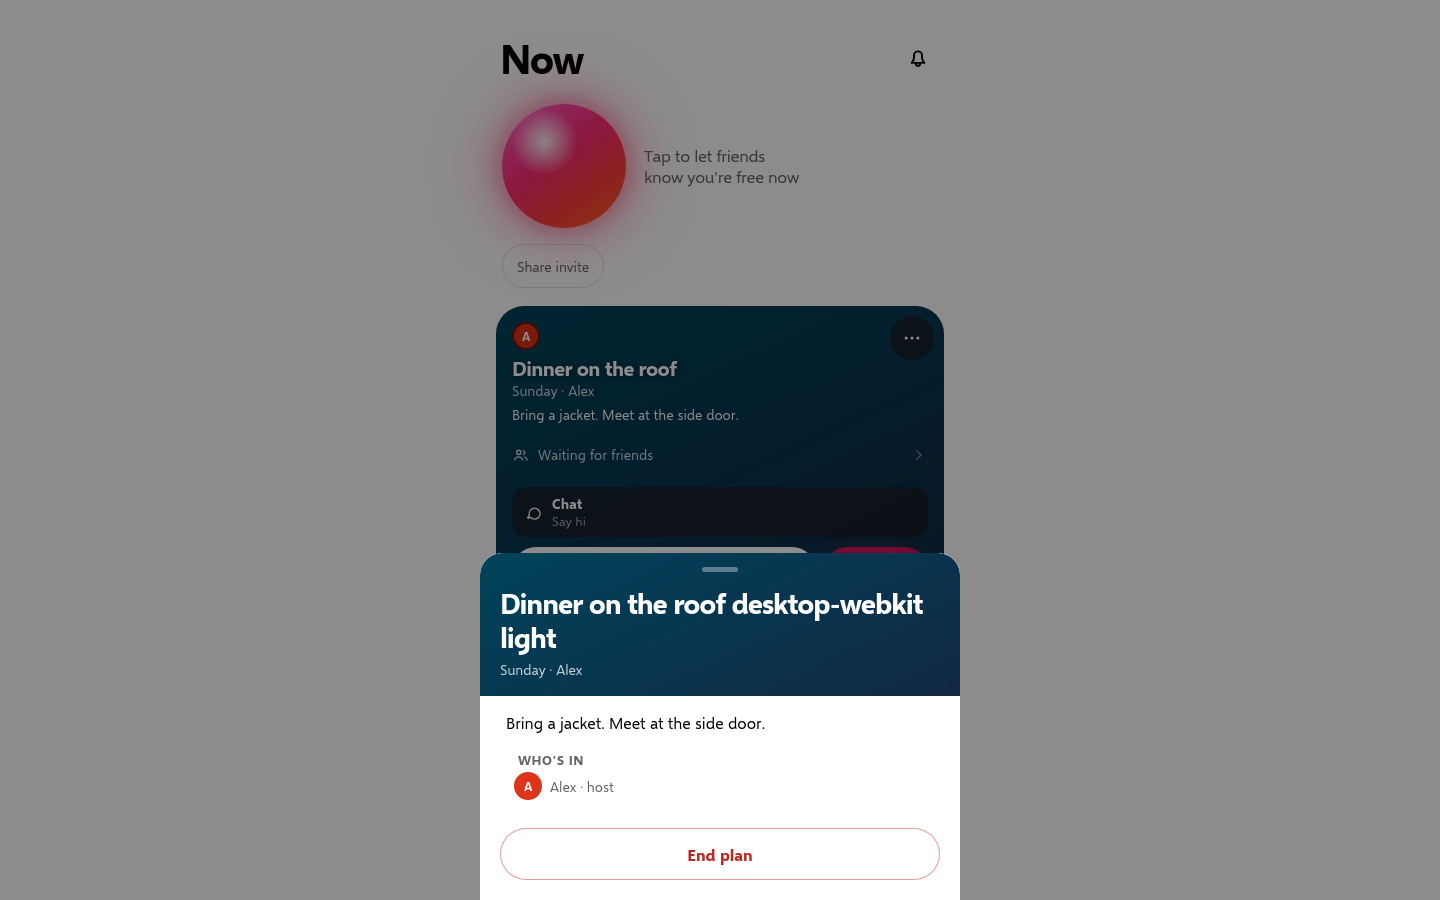 Now
Tap to let friends
know you're free now
Share invite
A
Dinner on the roof
Sunday · Alex
Bring a jacket. Meet at the side door.
Waiting for friends
Chat
Say hi
Dinner on the roof desktop-webkit
light
Sunday · Alex
Bring a jacket. Meet at the side door.
WHO'S IN
A
Alex · host
End plan